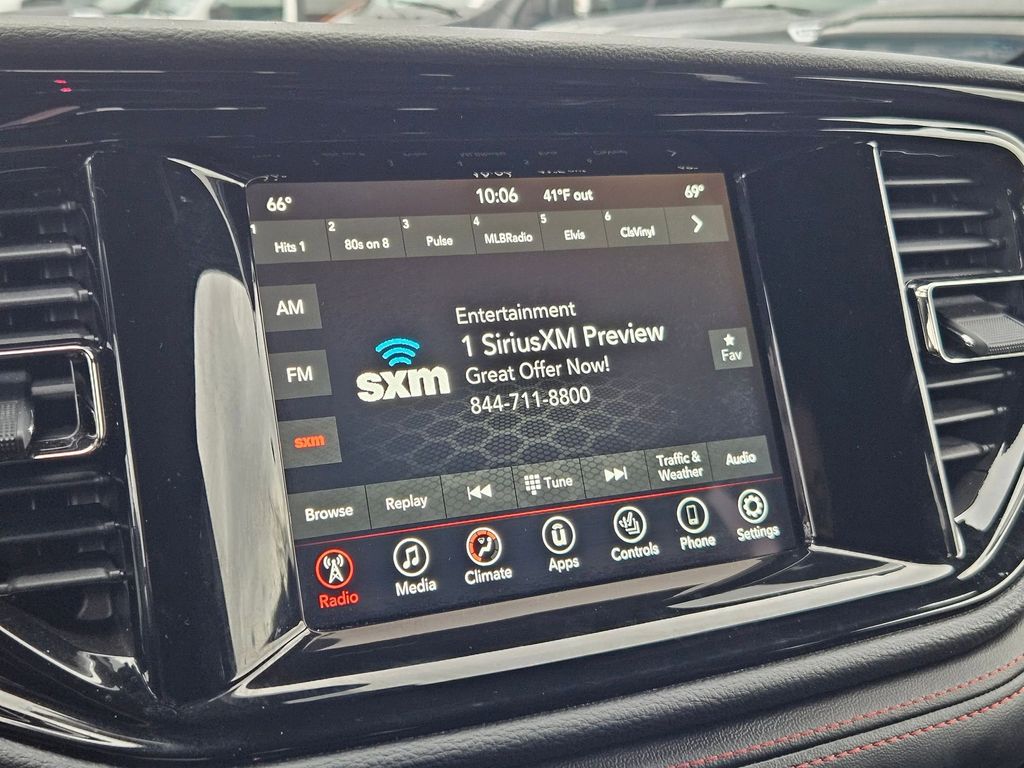 66° 10:06 41°F out 69°
1 Hits 1 2 80s on 8 3 Pulse 4 MLBRadio 5 Elvis 6 ClsVinyl
AM
FM
sxm
sxm
Entertainment
1 SiriusXM Preview
Great Offer Now!
844-711-8800
Fav
Browse Replay Tune Traffic & Weather Audio
Radio Media Climate Apps Controls Phone Settings